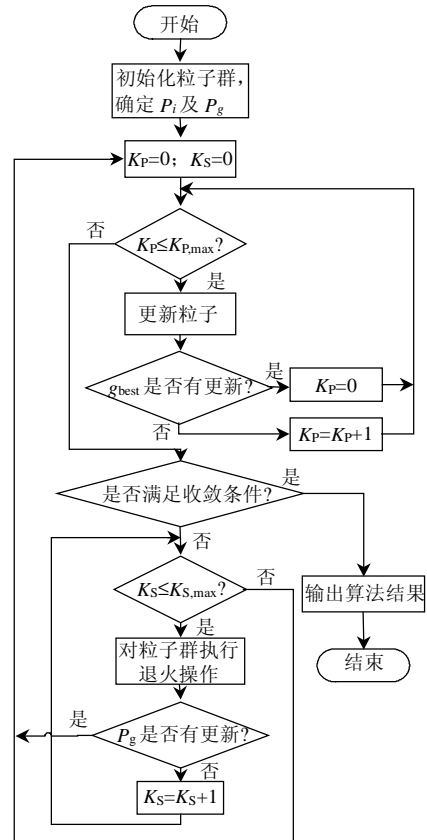 开始
初始化粒子群,
确定 Pi 及 Pg
KP=0; KS=0
否
KP≤KP,max?
是
更新粒子
gbest 是否有更新?
是
KP=0
否
KP=KP+1
是否满足收敛条件?
是
否
KS≤KS,max?
否
输出算法结果
是
对粒子群执行
退火操作
结束
是
Pg 是否有更新?
否
KS=KS+1